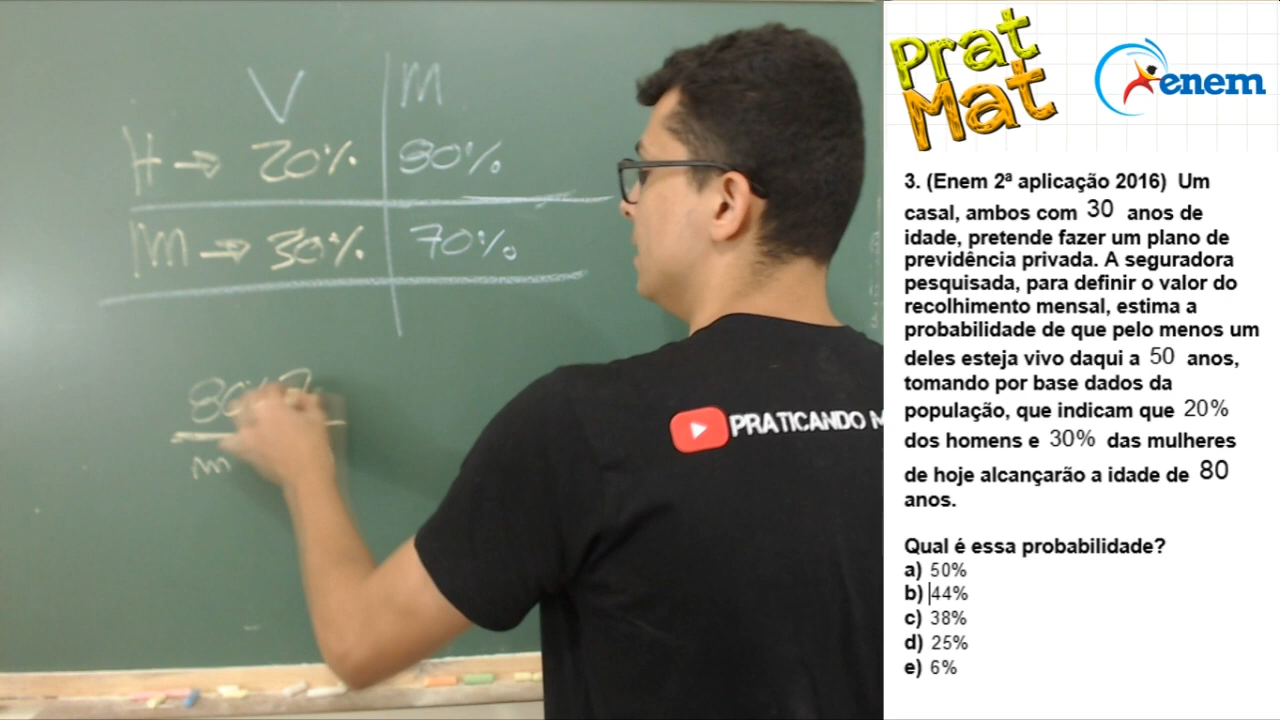 V M
H → 20% 80%
M → 30% 70%
80%
m
PRATICANDO M
Prat
Mat
enem
3. (Enem 2ª aplicação 2016) Um
casal, ambos com 30 anos de
idade, pretende fazer um plano de
previdência privada. A seguradora
pesquisada, para definir o valor do
recolhimento mensal, estima a
probabilidade de que pelo menos um
deles esteja vivo daqui a 50 anos,
tomando por base dados da
população, que indicam que 20%
dos homens e 30% das mulheres
de hoje alcançarão a idade de 80
anos.
Qual é essa probabilidade?
a) 50%
b) 44%
c) 38%
d) 25%
e) 6%